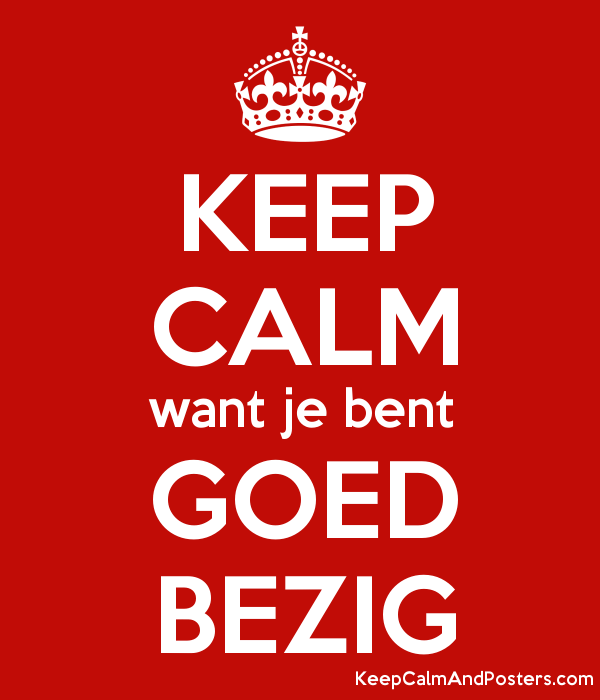 KEEP
CALM
want je bent
GOED
BEZIG
KeepCalmAndPosters.com